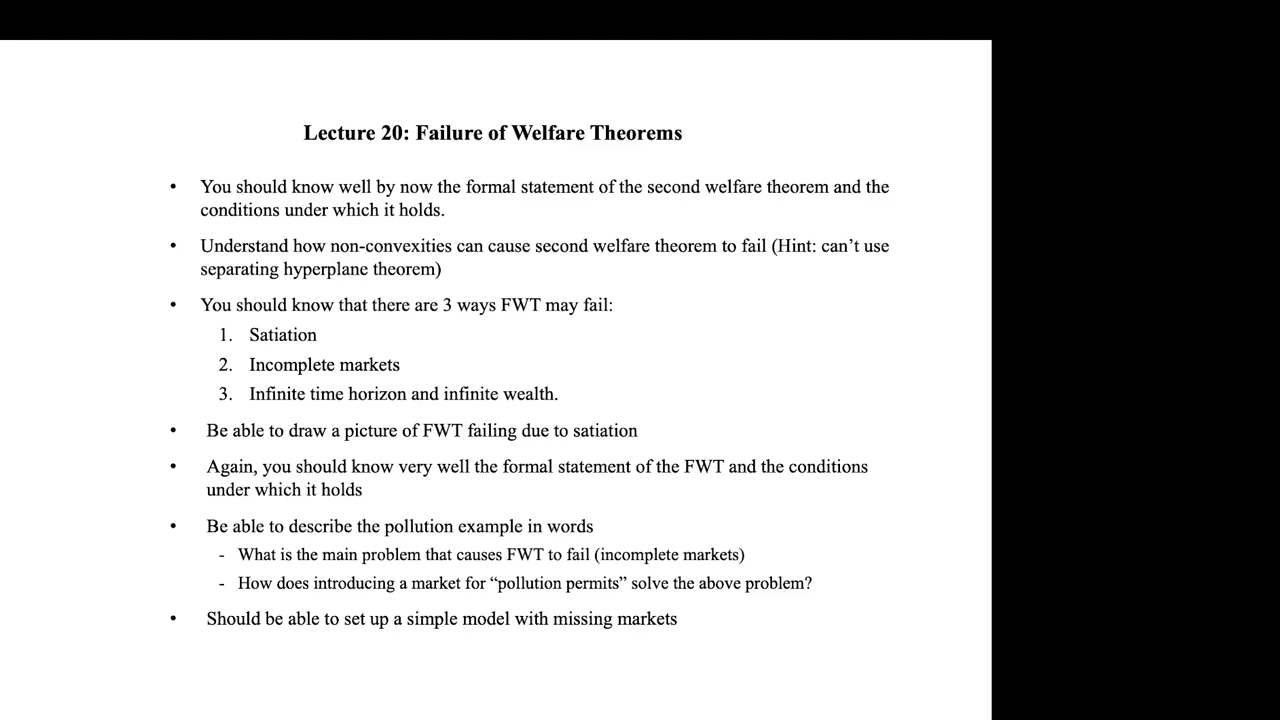 Lecture 20: Failure of Welfare Theorems
• You should know well by now the formal statement of the second welfare theorem and the
conditions under which it holds.
• Understand how non-convexities can cause second welfare theorem to fail (Hint: can’t use
separating hyperplane theorem)
• You should know that there are 3 ways FWT may fail:
1. Satiation
2. Incomplete markets
3. Infinite time horizon and infinite wealth.
• Be able to draw a picture of FWT failing due to satiation
• Again, you should know very well the formal statement of the FWT and the conditions
under which it holds
• Be able to describe the pollution example in words
- What is the main problem that causes FWT to fail (incomplete markets)
- How does introducing a market for “pollution permits” solve the above problem?
• Should be able to set up a simple model with missing markets